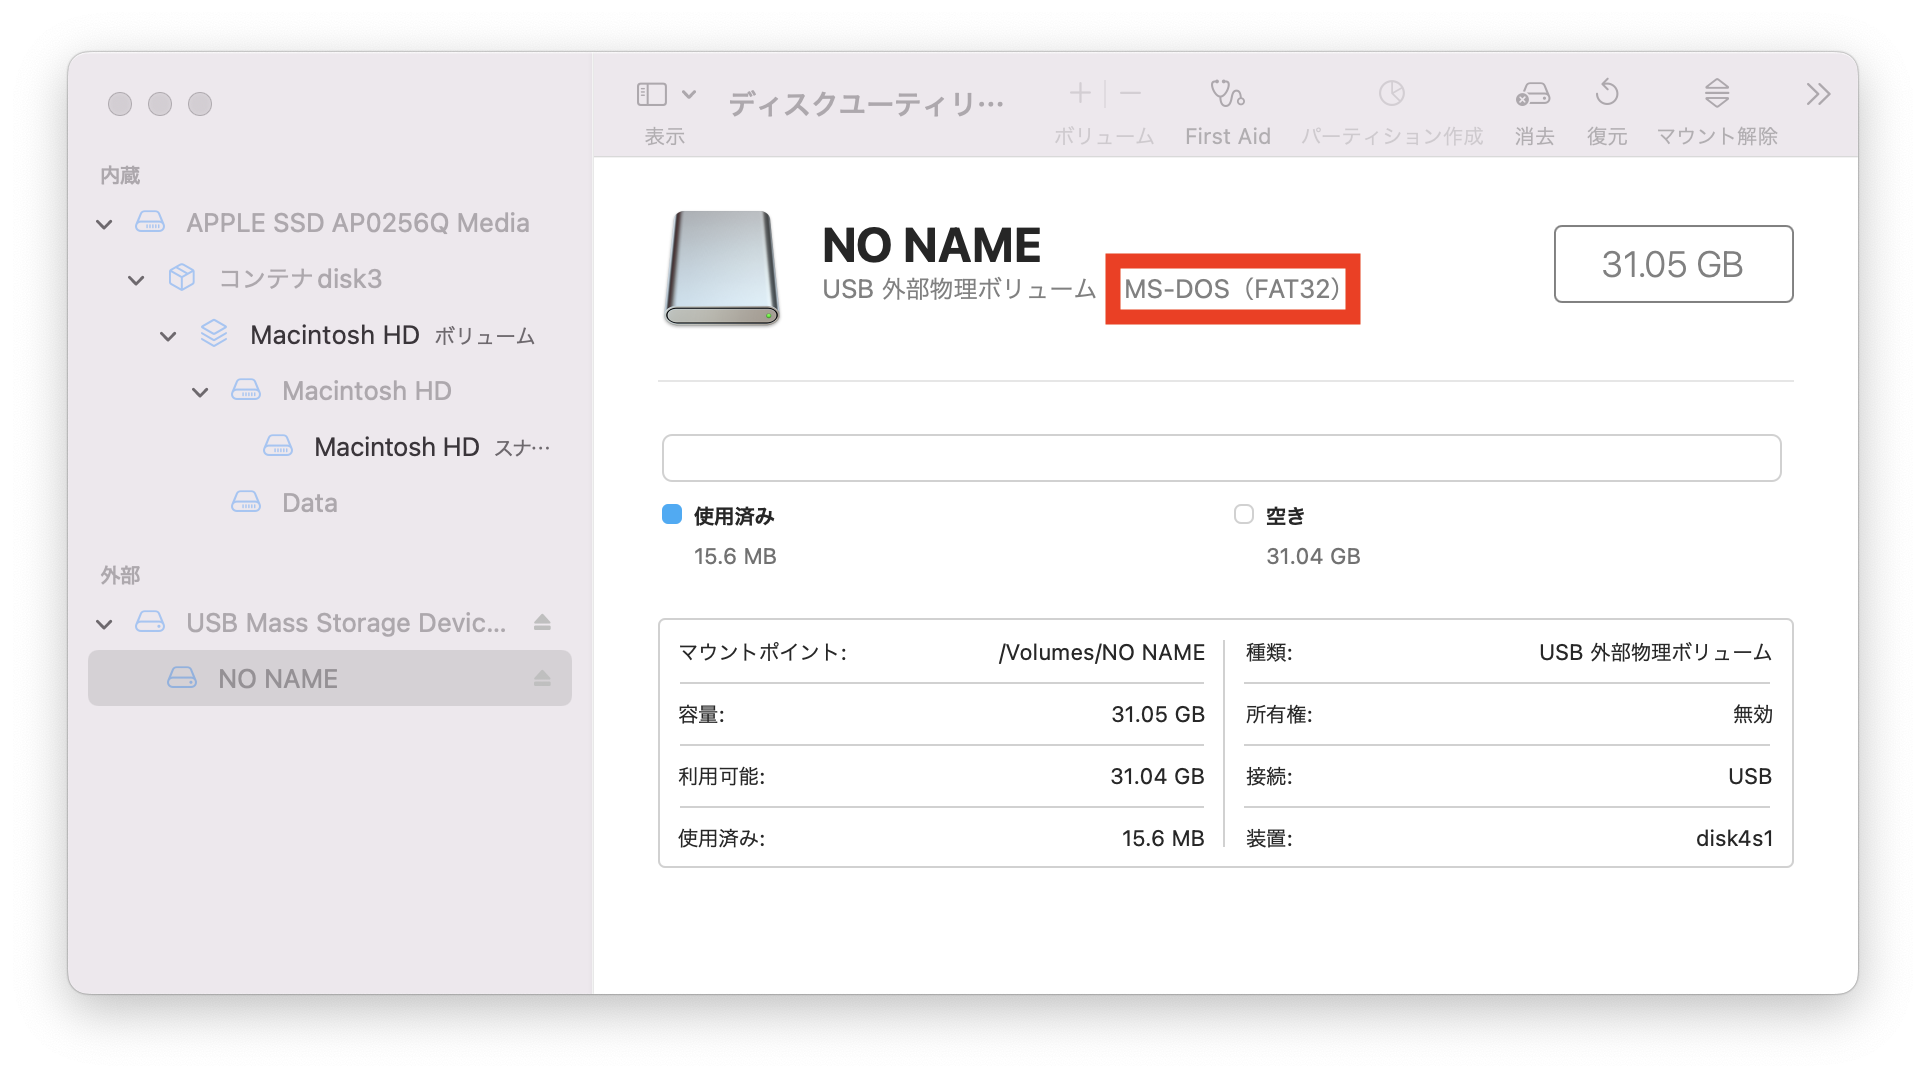 ディスクユーティリ…
表示
ボリューム
First Aid
パーティション作成
消去
復元
マウント解除
内蔵
APPLE SSD AP0256Q Media
コンテナdisk3
Macintosh HD ボリューム
Macintosh HD
Macintosh HD スナ…
Data
外部
USB Mass Storage Devic...
NO NAME
NO NAME
USB 外部物理ボリューム MS-DOS（FAT32）
31.05 GB
使用済み
15.6 MB
空き
31.04 GB
マウントポイント: /Volumes/NO NAME
容量: 31.05 GB
利用可能: 31.04 GB
使用済み: 15.6 MB
種類: USB 外部物理ボリューム
所有権: 無効
接続: USB
装置: disk4s1